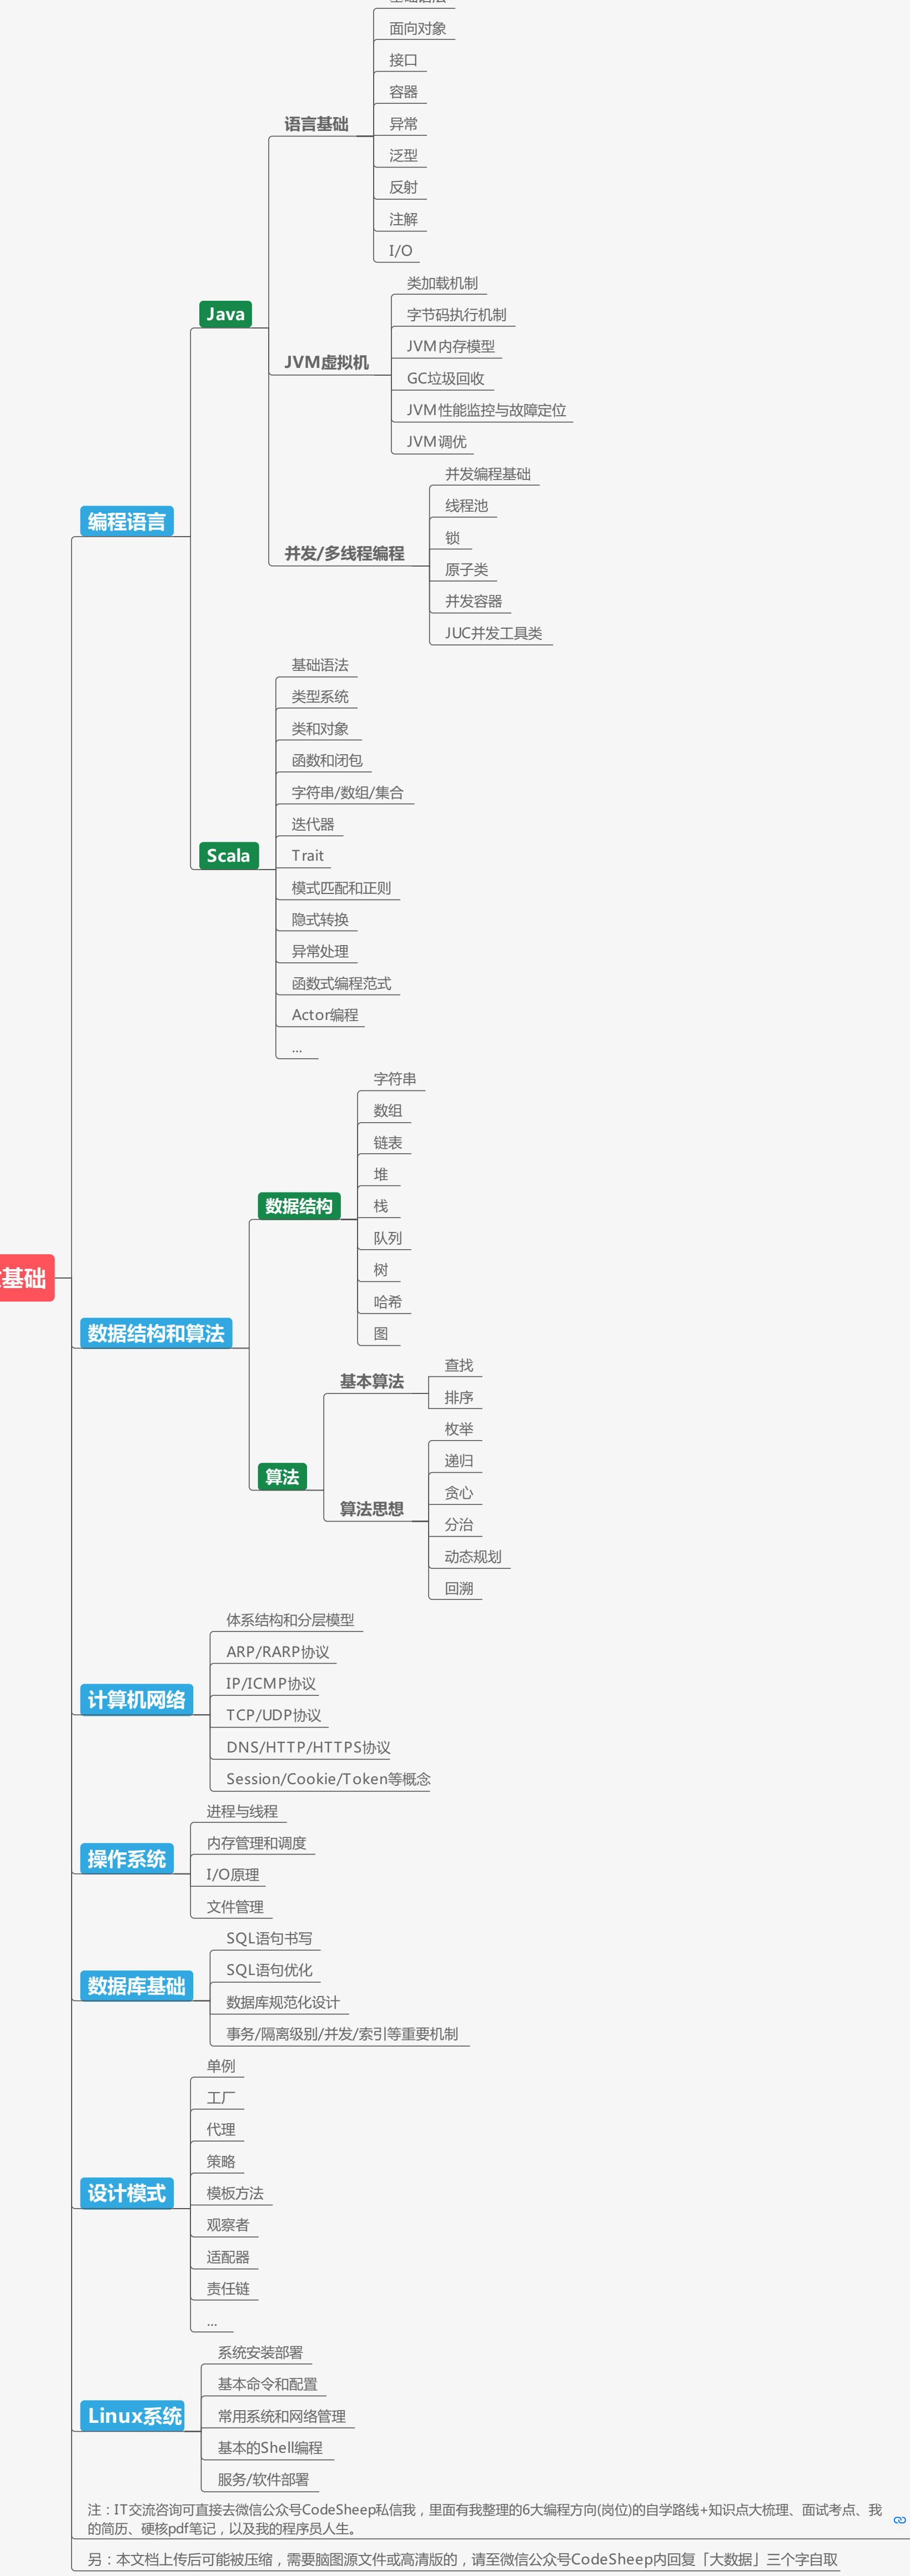 面向对象
接口
容器
语言基础
异常
泛型
反射
注解
I/O
类加载机制
Java
字节码执行机制
JVM内存模型
JVM虚拟机
GC垃圾回收
JVM性能监控与故障定位
JVM调优
并发编程基础
线程池
编程语言
锁
并发/多线程编程
原子类
并发容器
JUC并发工具类
基础语法
类型系统
类和对象
函数和闭包
字符串/数组/集合
迭代器
Scala
Trait
模式匹配和正则
隐式转换
异常处理
函数式编程范式
Actor编程
...
字符串
数组
链表
堆
数据结构
栈
队列
树
基础
哈希
数据结构和算法
图
查找
基本算法
排序
枚举
递归
算法
贪心
算法思想
分治
动态规划
回溯
体系结构和分层模型
ARP/RARP协议
IP/ICMP协议
计算机网络
TCP/UDP协议
DNS/HTTP/HTTPS协议
Session/Cookie/Token等概念
进程与线程
内存管理和调度
操作系统
I/O原理
文件管理
SQL语句书写
SQL语句优化
数据库基础
数据库规范化设计
事务/隔离级别/并发/索引等重要机制
单例
工厂
代理
策略
设计模式
模板方法
观察者
适配器
责任链
...
系统安装部署
基本命令和配置
Linux系统
常用系统和网络管理
基本的Shell编程
服务/软件部署
注：IT交流咨询可直接去微信公众号CodeSheep私信我，里面有我整理的6大编程方向(岗位)的自学路线+知识点大梳理、面试考点、我
的简历、硬核pdf笔记，以及我的程序员人生。
另：本文档上传后可能被压缩，需要脑图源文件或高清版的，请至微信公众号CodeSheep内回复「大数据」三个字自取